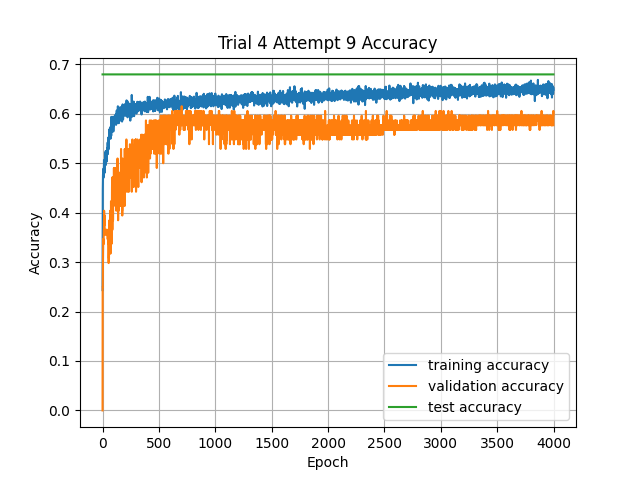 Trial 4 Attempt 9 Accuracy
0.7
0.6
0.5
0.4
0.3
0.2
0.1
0.0
Accuracy
training accuracy
validation accuracy
test accuracy
0 500 1000 1500 2000 2500 3000 3500 4000
Epoch